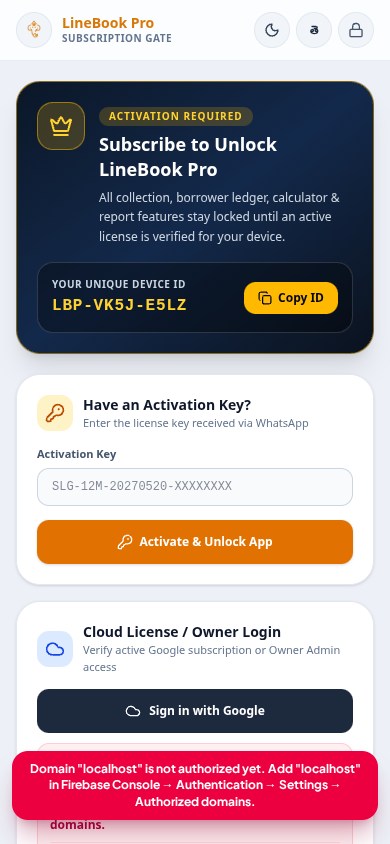 LineBook Pro
SUBSCRIPTION GATE
ACTIVATION REQUIRED
Subscribe to Unlock
LineBook Pro
All collection, borrower ledger, calculator &
report features stay locked until an active
license is verified for your device.
YOUR UNIQUE DEVICE ID
LBP-VK5J-E5LZ
Copy ID
Have an Activation Key?
Enter the license key received via WhatsApp
Activation Key
SLG-12M-20270520-XXXXXXXX
Activate & Unlock App
Cloud License / Owner Login
Verify active Google subscription or Owner Admin
access
Sign in with Google
Domain "localhost" is not authorized yet. Add "localhost"
in Firebase Console → Authentication → Settings →
Authorized domains.
domains.